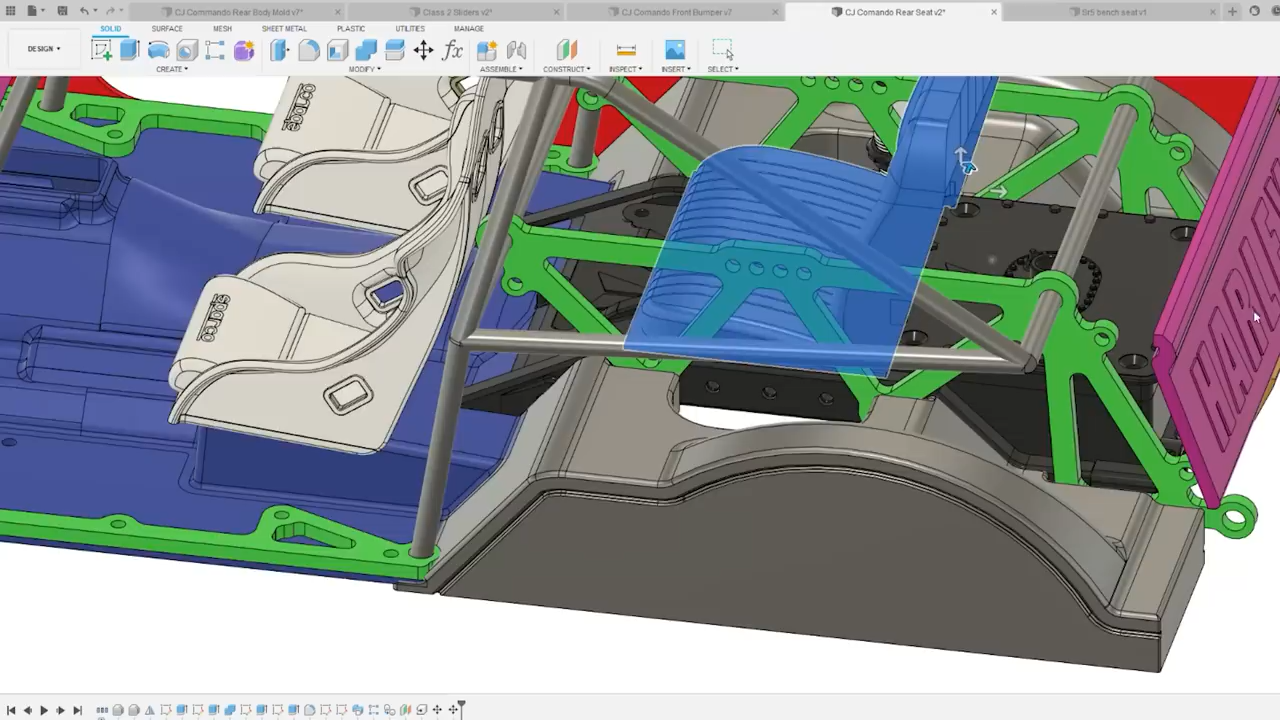 CJ Commando Rear Body Mold v7*
Class 2 Sliders v2*
CJ Comando Front Bumper v7
CJ Comando Rear Seat v2*
Sr5 bench seat v1
SOLID
SURFACE
MESH
SHEET METAL
PLASTIC
UTILITIES
MANAGE
DESIGN
fx
CREATE
MODIFY
ASSEMBLE
CONSTRUCT
INSPECT
INSERT
SELECT
sparco
sparco